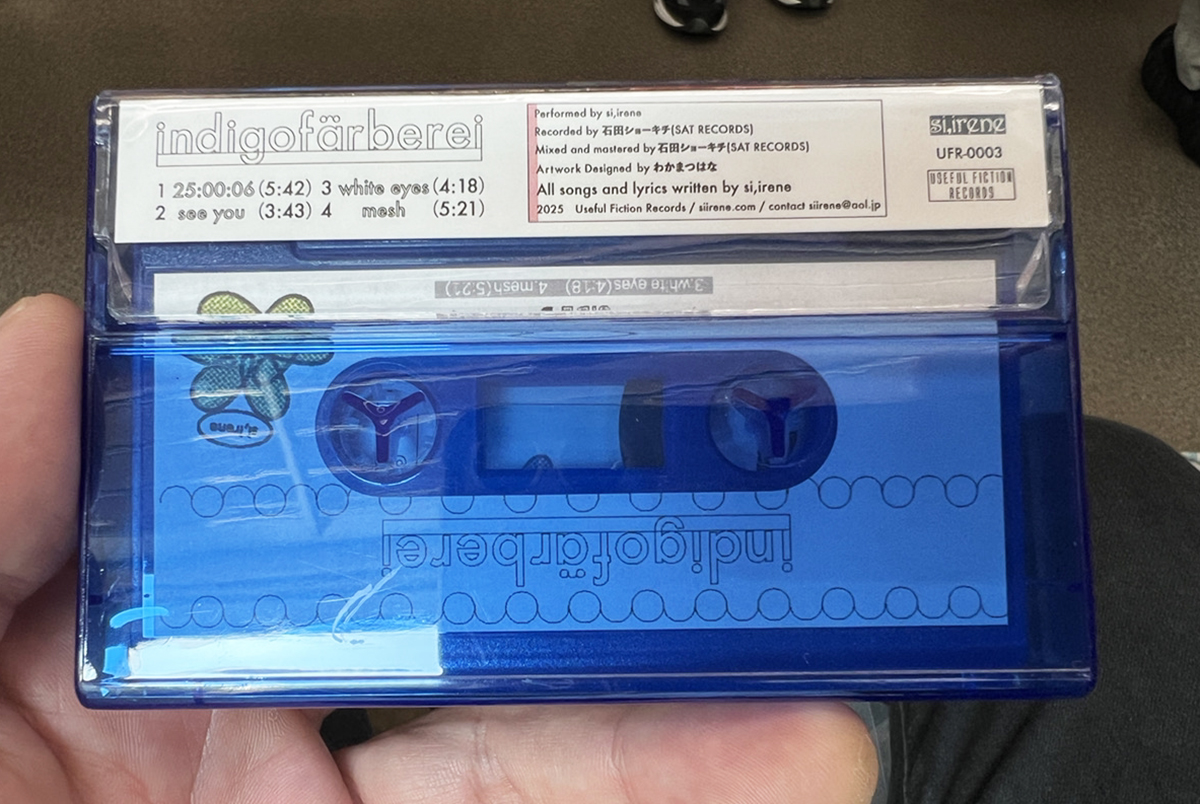 indigofärberei
1 25:00:06 (5:42) 3 white eyes (4:18)
2 see you (3:43) 4 mesh (5:21)
Performed by si,irene
Recorded by 石田ショーキチ(SAT RECORDS)
Mixed and mastered by 石田ショーキチ(SAT RECORDS)
Artwork Designed by わかまつはな
All songs and lyrics written by si,irene
2025 Useful Fiction Records / siirene.com / contact siirene@aol.jp
si,irene
UFR-0003
USEFUL FICTION
RECORDS
3.white eyes(4:18) 4.mesh(5:21)
si,irene
indigofärberei